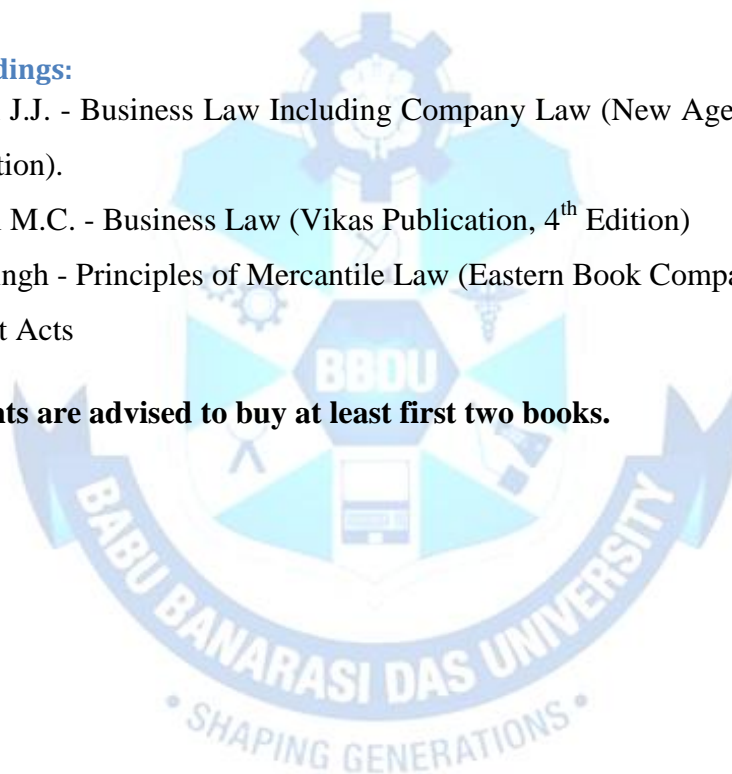 dings:
J.J. - Business Law Including Company Law (New Age
tion).
M.C. - Business Law (Vikas Publication, 4th Edition)
ngh - Principles of Mercantile Law (Eastern Book Compa
t Acts
nts are advised to buy at least first two books.
BBDU
BABU BANARASI DAS UNIVERSITY
• SHAPING GENERATIONS •